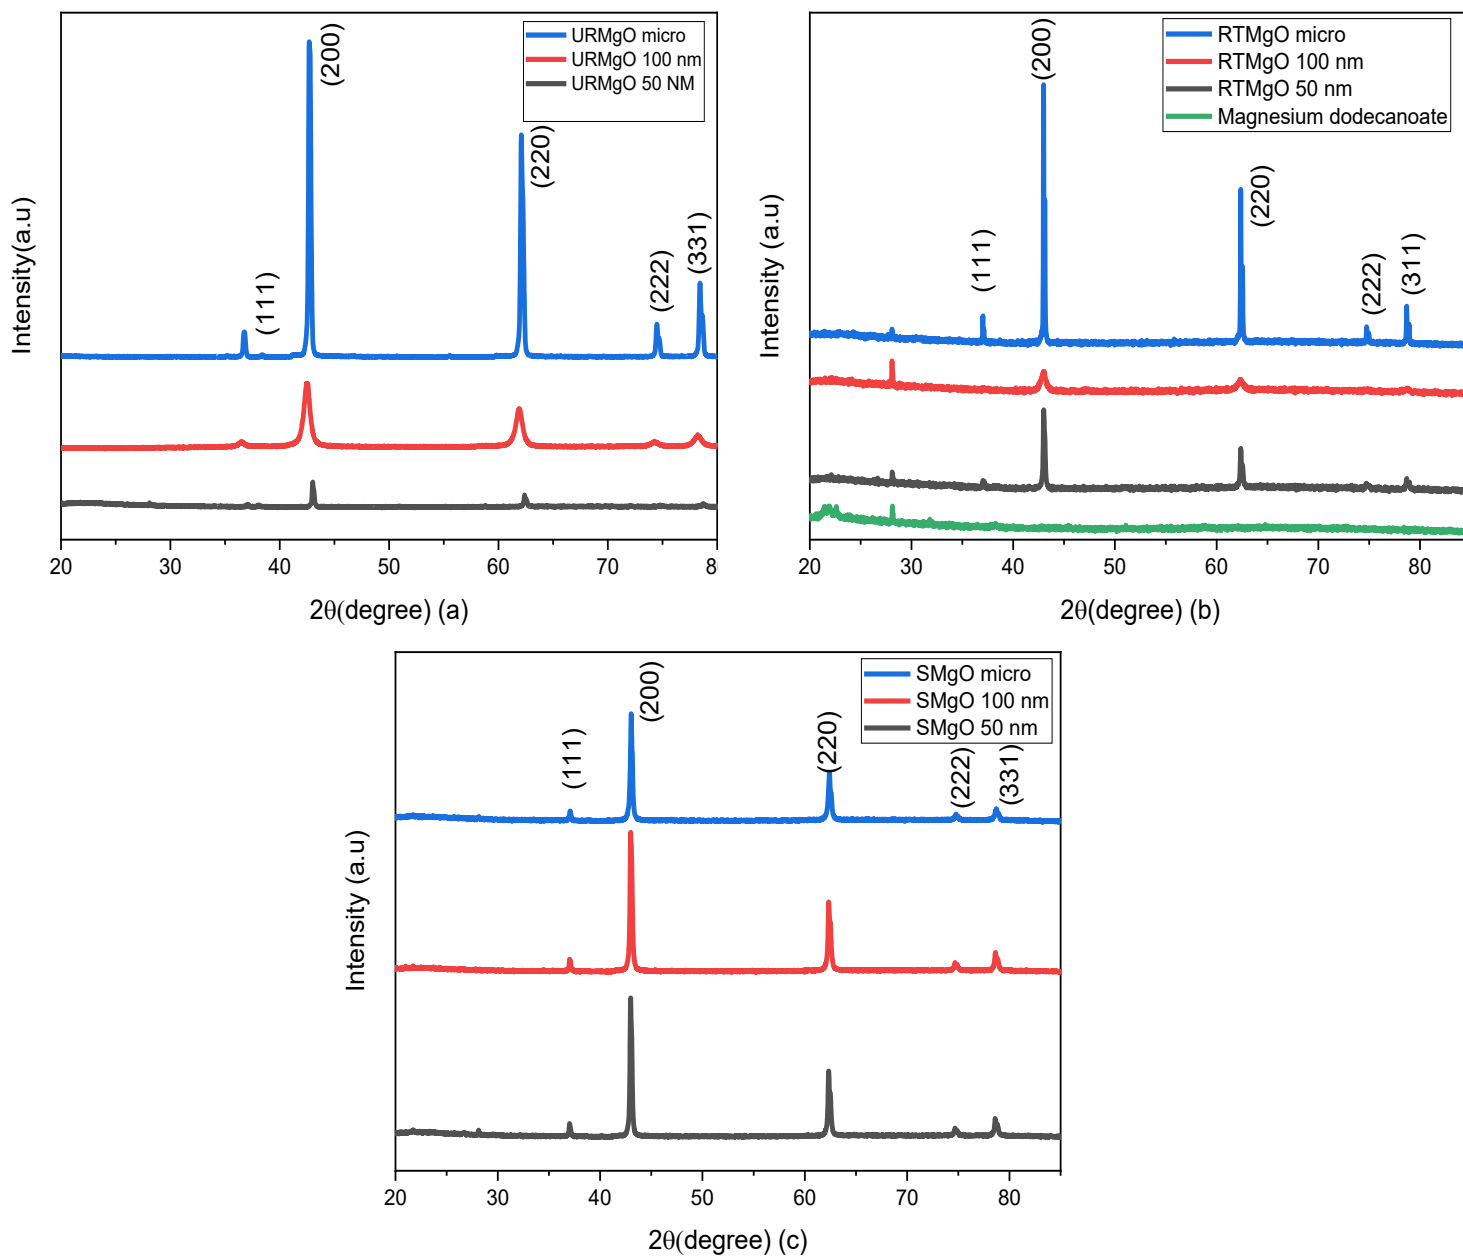 URMgO micro
URMgO 100 nm
URMgO 50 NM
(111)
(200)
(220)
(222)
(331)
Intensity(a.u)
20 30 40 50 60 70 80
2θ(degree) (a)
RTMgO micro
RTMgO 100 nm
RTMgO 50 nm
Magnesium dodecanoate
(111)
(200)
(220)
(222)
(311)
Intensity (a.u)
20 30 40 50 60 70 80
2θ(degree) (b)
SMgO micro
SMgO 100 nm
SMgO 50 nm
(111)
(200)
(220)
(222)
(331)
Intensity (a.u)
20 30 40 50 60 70 80
2θ(degree) (c)